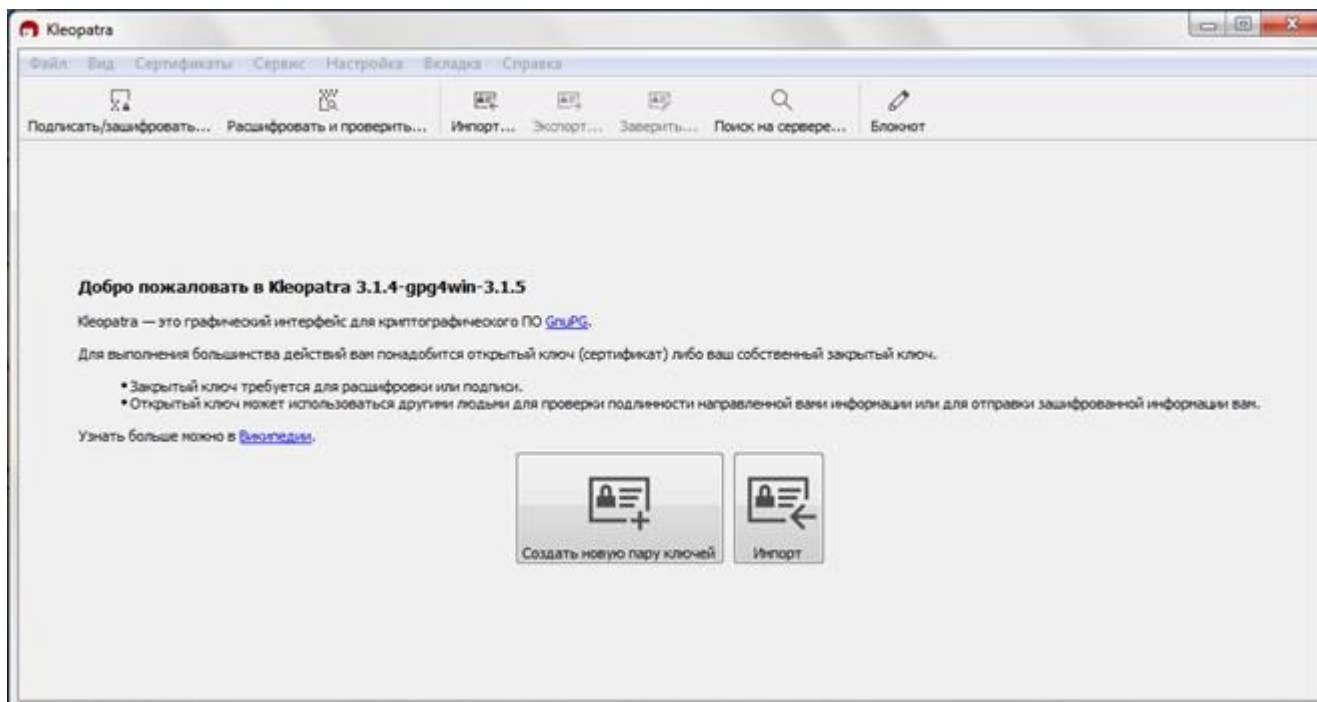 Kleopatra
Файл Вид Сертификаты Сервис Настройка Вкладка Справка
Подписать/зашифровать... Расшифровать и проверить... Импорт... Экспорт... Заверить... Поиск на сервере... Блокнот
Добро пожаловать в Kleopatra 3.1.4-gpg4win-3.1.5
Kleopatra — это графический интерфейс для криптографического ПО GnuPG.
Для выполнения большинства действий вам понадобится открытый ключ (сертификат) либо ваш собственный закрытый ключ.
• Закрытый ключ требуется для расшифровки или подписи.
• Открытый ключ может использоваться другими людьми для проверки подлинности направленной вами информации или для отправки зашифрованной информации вам.
Узнать больше можно в Википедии.
Создать новую пару ключей Импорт